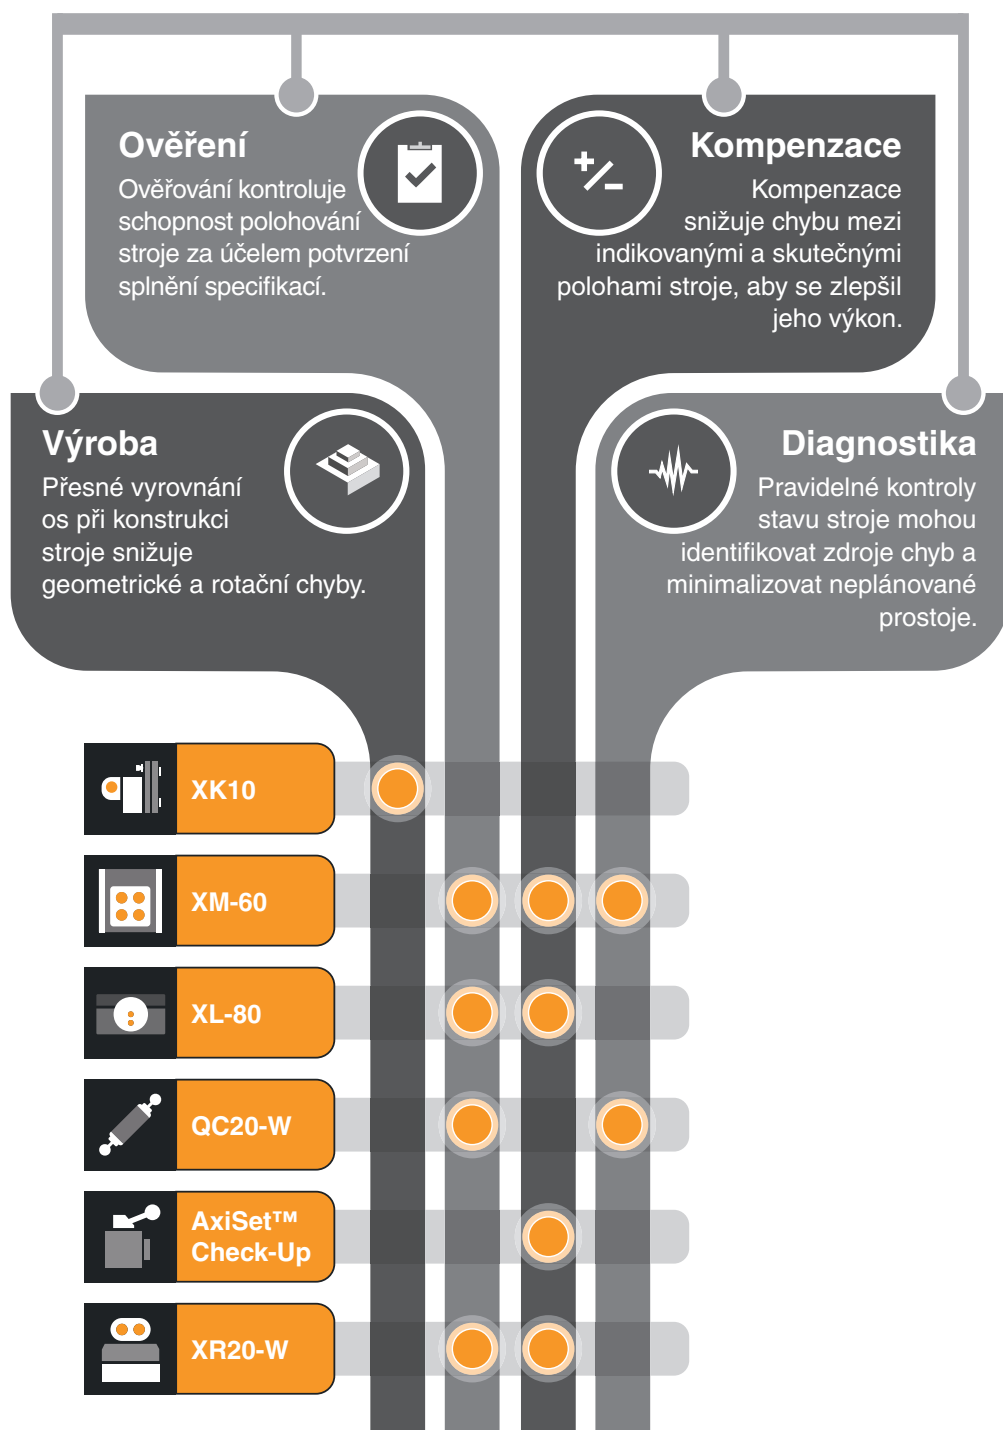 Ověření
Ověřování kontroluje
schopnost polohování
stroje za účelem potvrzení
splnění specifikací.
Kompenzace
Kompenzace
snižuje chybu mezi
indikovanými a skutečnými
polohami stroje, aby se zlepšil
jeho výkon.
Výroba
Přesné vyrovnání
os při konstrukci
stroje snižuje
geometrické a rotační chyby.
Diagnostika
Pravidelné kontroly
stavu stroje mohou
identifikovat zdroje chyb a
minimalizovat neplánované
prostoje.
XK10
XM-60
XL-80
QC20-W
AxiSet™
Check-Up
XR20-W